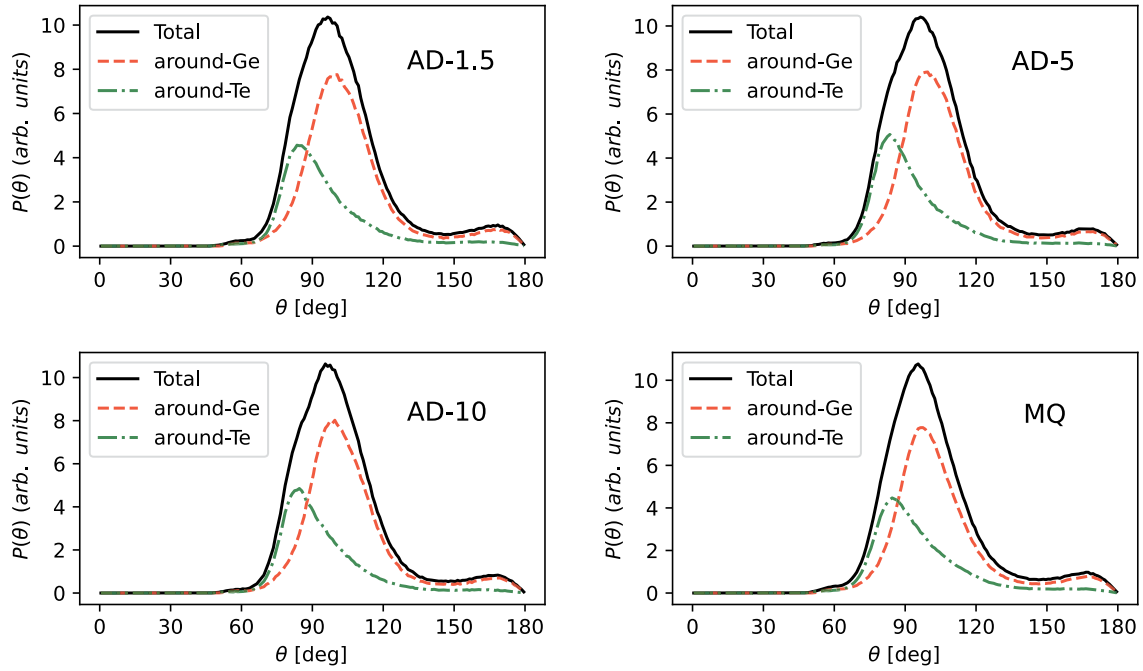 10
8
6
4
2
0
P(θ) (arb. units)
Total
around-Ge
around-Te
AD-1.5
0 30 60 90 120 150 180
θ [deg]
10
8
6
4
2
0
P(θ) (arb. units)
Total
around-Ge
around-Te
AD-5
0 30 60 90 120 150 180
θ [deg]
10
8
6
4
2
0
P(θ) (arb. units)
Total
around-Ge
around-Te
AD-10
0 30 60 90 120 150 180
θ [deg]
10
8
6
4
2
0
P(θ) (arb. units)
Total
around-Ge
around-Te
MQ
0 30 60 90 120 150 180
θ [deg]